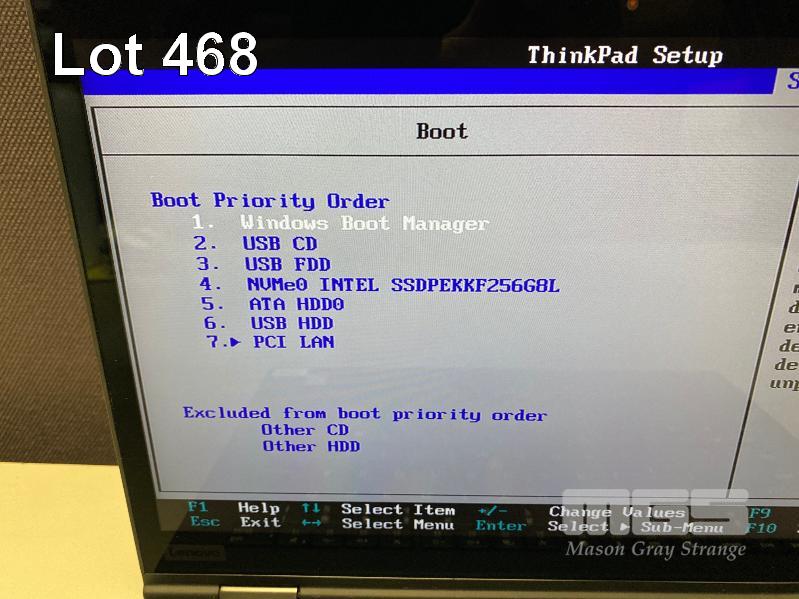 Lot 468
ThinkPad Setup
Boot
Boot Priority Order
1. Windows Boot Manager
2. USB CD
3. USB FDD
4. NVMe0 INTEL SSDPEKKF256G8L
5. ATA HDD0
6. USB HDD
7.▶ PCI LAN
Excluded from boot priority order
Other CD
Other HDD
F1 Help ↑↓ Select Item +/- Change Values F9
Esc Exit ←→ Select Menu Enter Select ▶ Sub-Menu F10
Lenovo
MGS
Mason Gray Strange